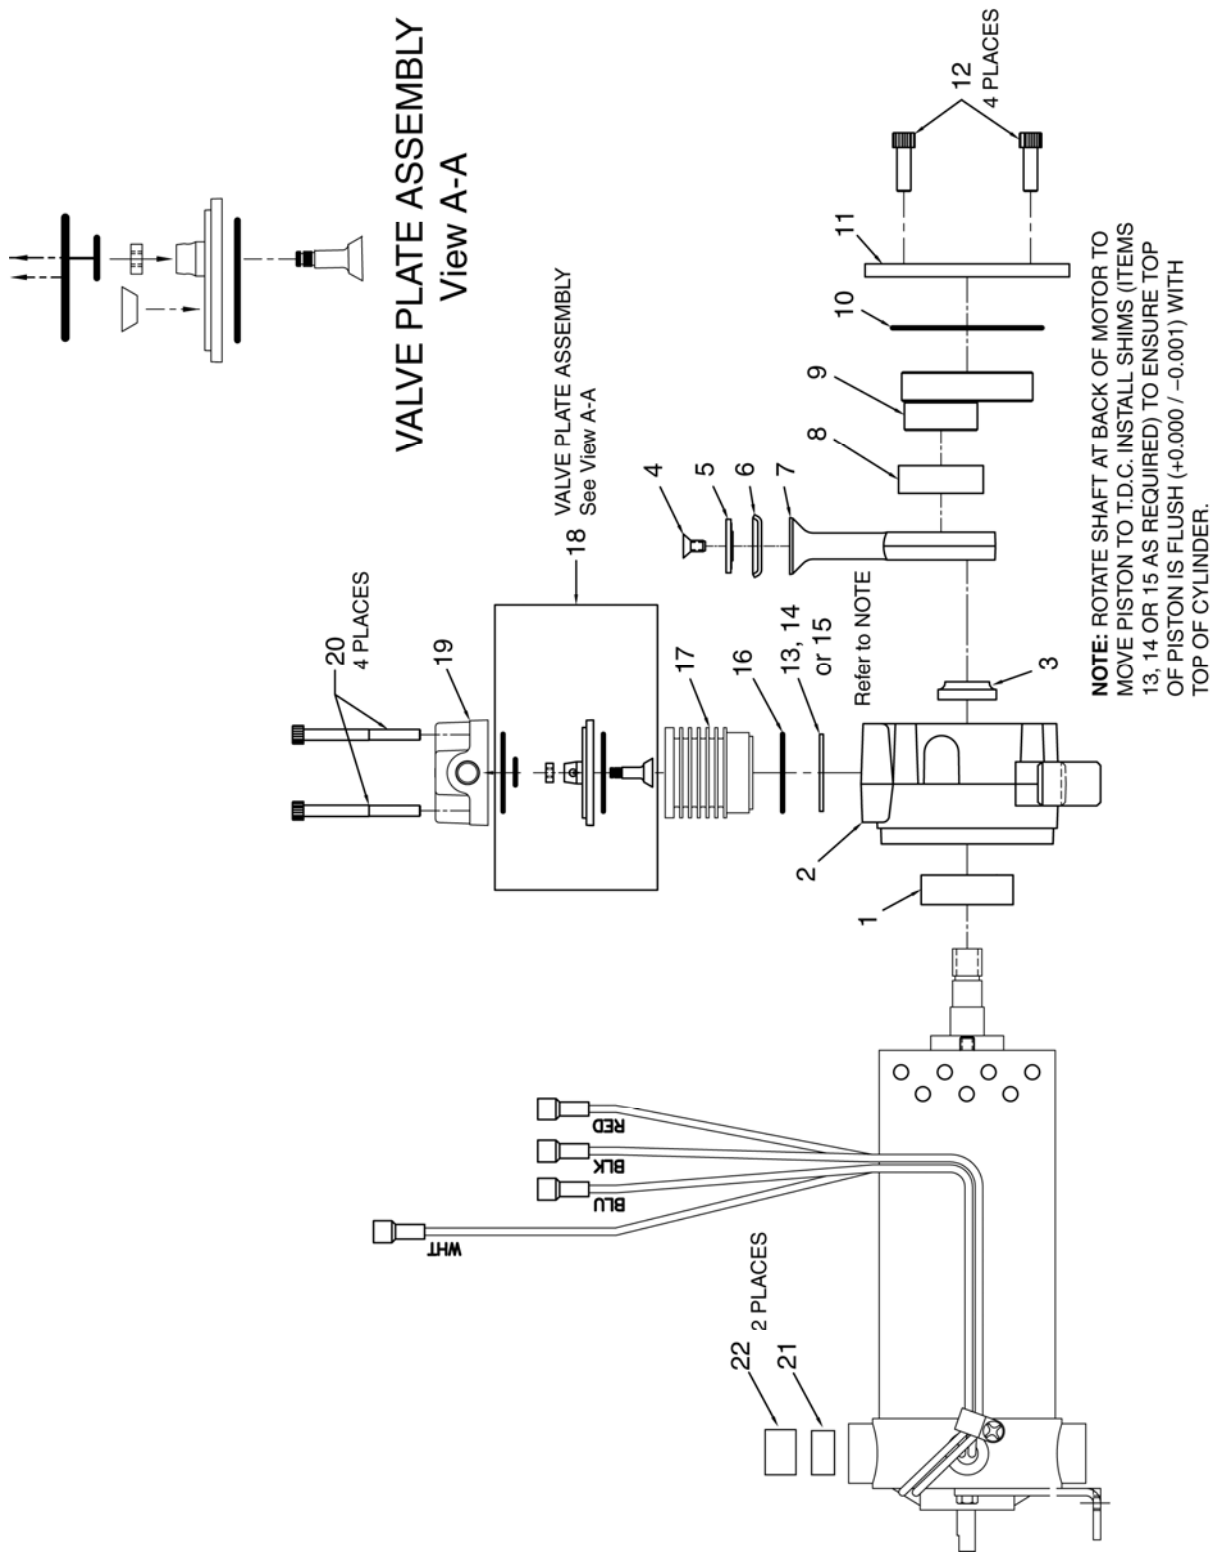 VALVE PLATE ASSEMBLY
View A-A
20
4 PLACES
19
18
VALVE PLATE ASSEMBLY
See View A-A
17
16
13, 14
or 15
Refer to NOTE
4
5
6
7
8
9
10
11
12
4 PLACES
1
2
3
WHT
BLU
BLK
RED
22
2 PLACES
21
NOTE: ROTATE SHAFT AT BACK OF MOTOR TO
MOVE PISTON TO T.D.C. INSTALL SHIMS (ITEMS
13, 14 OR 15 AS REQUIRED) TO ENSURE TOP
OF PISTON IS FLUSH (+0.000 / –0.001) WITH
TOP OF CYLINDER.